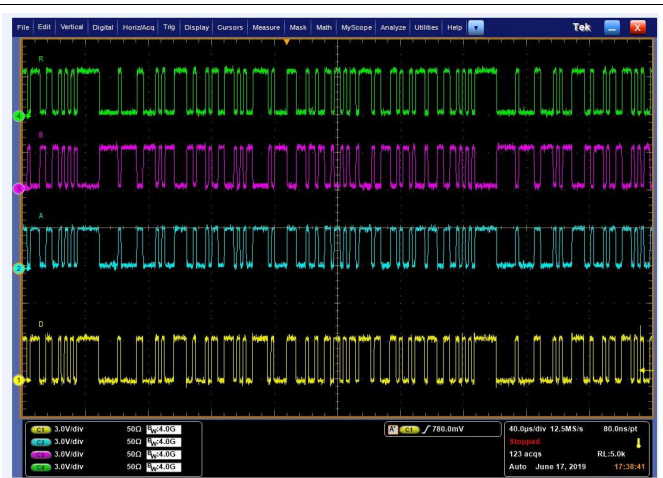 File Edit Vertical Digital Horiz/Acq Trig Display Cursors Measure Mask Math MyScope Analyze Utilities Help Tek X
R
4
E
3
A
2
D
1
C1 3.0V/div 50Ω BW:4.0G
C2 3.0V/div 50Ω BW:4.0G
C3 3.0V/div 50Ω BW:4.0G
C4 3.0V/div 50Ω BW:4.0G
A' C1 780.0mV
40.0µs/div 12.5MS/s 80.0ns/pt
Stopped
123 acqs RL:5.0k
Auto June 17, 2019 17:38:41